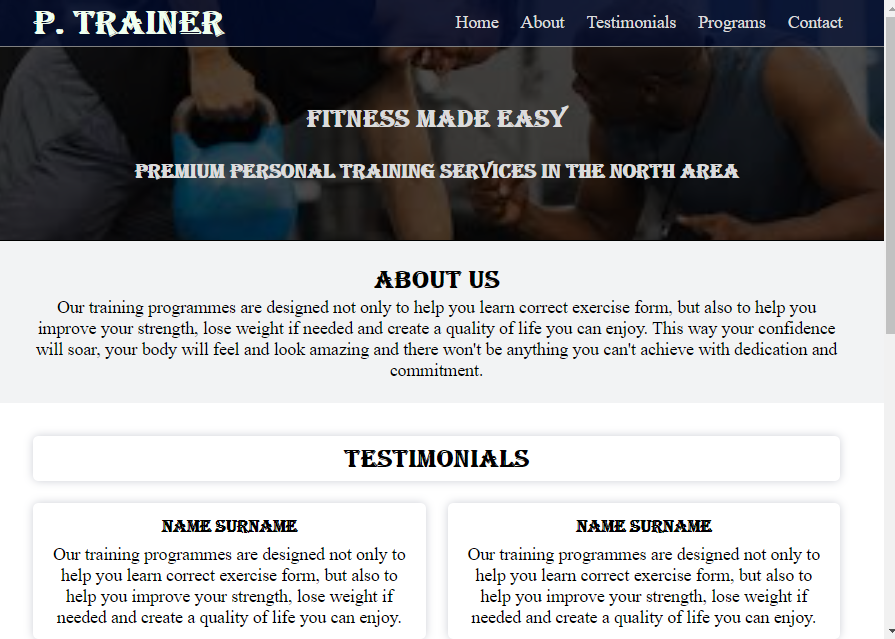 P. TRAINER
Home About Testimonials Programs Contact
FITNESS MADE EASY
PREMIUM PERSONAL TRAINING SERVICES IN THE NORTH AREA
ABOUT US
Our training programmes are designed not only to help you learn correct exercise form, but also to help you
improve your strength, lose weight if needed and create a quality of life you can enjoy. This way your confidence
will soar, your body will feel and look amazing and there won't be anything you can't achieve with dedication and
commitment.
TESTIMONIALS
NAME SURNAME
Our training programmes are designed not only to
help you learn correct exercise form, but also to
help you improve your strength, lose weight if
needed and create a quality of life you can enjoy.
NAME SURNAME
Our training programmes are designed not only to
help you learn correct exercise form, but also to
help you improve your strength, lose weight if
needed and create a quality of life you can enjoy.